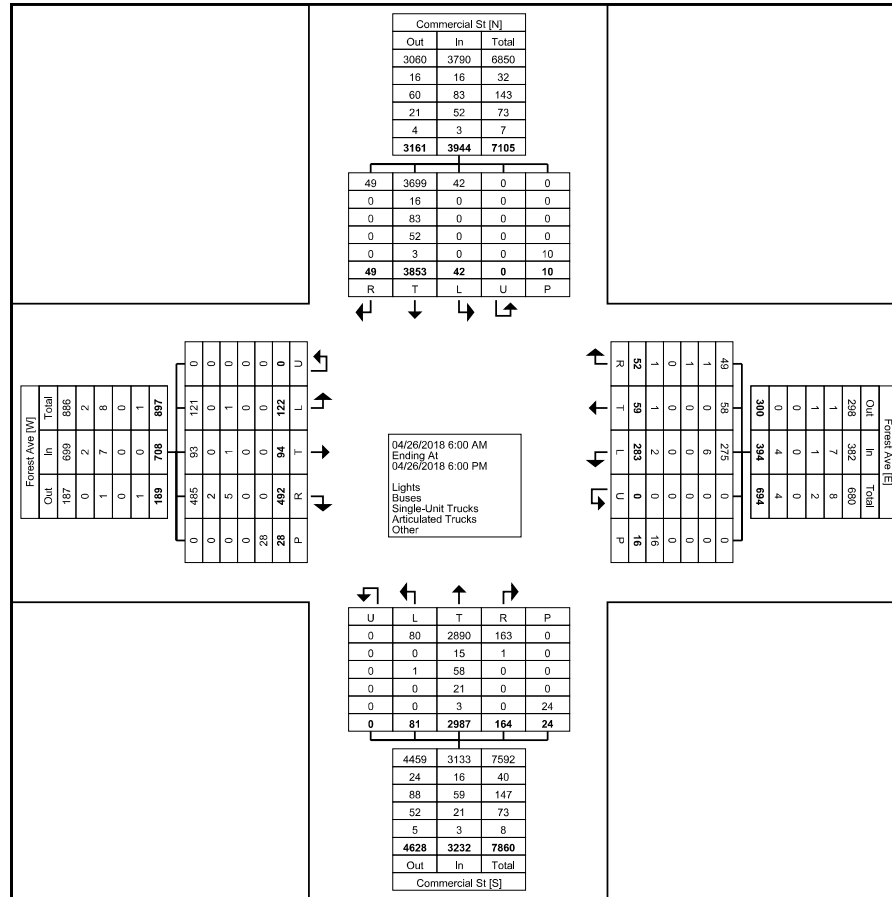 Commercial St [N]
Out In Total
3060 3790 6850
16 16 32
60 83 143
21 52 73
4 3 7
3161 3944 7105
49 3699 42 0 0
0 16 0 0 0
0 83 0 0 0
0 52 0 0 0
0 3 0 0 10
49 3853 42 0 10
R T L U P
Forest Ave [W]
Out In Total
187 699 886
0 2 2
1 7 8
0 0 0
1 0 1
189 708 897
U L T R P
0 122 94 492 28
0 0 0 0 28
0 0 0 0 0
0 1 1 5 0
0 0 0 2 0
0 121 93 485 0
04/26/2018 6:00 AM
Ending At
04/26/2018 6:00 PM
Lights
Buses
Single-Unit Trucks
Articulated Trucks
Other
Forest Ave [E]
Out In Total
298 382 680
1 7 8
1 1 2
0 0 0
0 4 4
300 394 694
49 58 275 0 0
1 0 6 0 0
1 0 0 0 0
0 0 0 0 0
1 1 2 0 16
52 59 283 0 16
R T L U P
U L T R P
0 80 2890 163 0
0 0 15 1 0
0 1 58 0 0
0 0 21 0 0
0 0 3 0 24
0 81 2987 164 24
4459 3133 7592
24 16 40
88 59 147
52 21 73
5 3 8
4628 3232 7860
Out In Total
Commercial St [S]